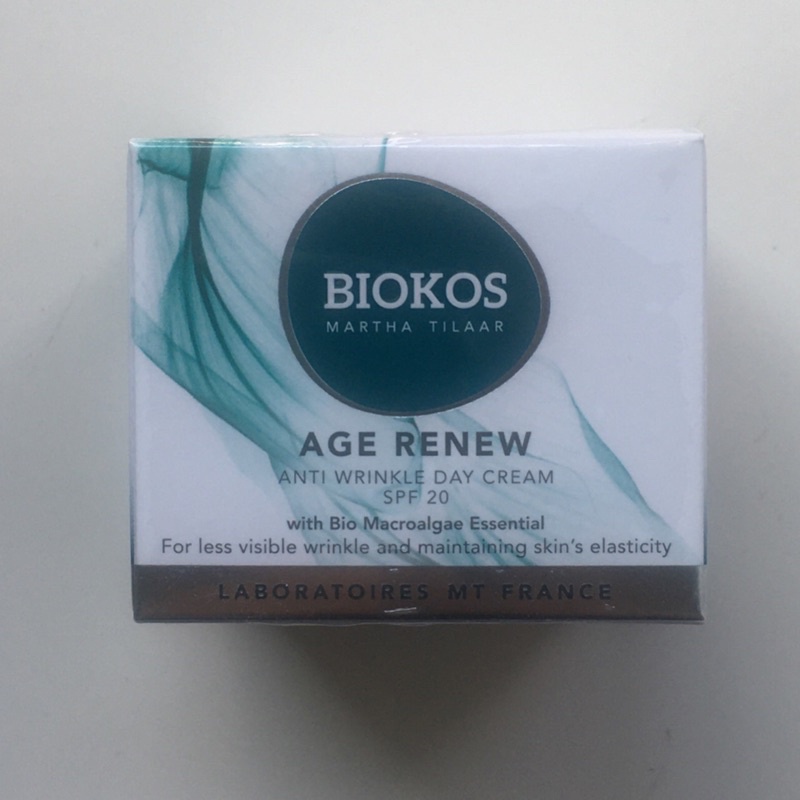 BIOKOS
MARTHA TILAAR
AGE RENEW
ANTI WRINKLE DAY CREAM
SPF 20
with Bio Macroalgae Essential
For less visible wrinkle and maintaining skin's elasticity
LABORATOIRES MT FRANCE